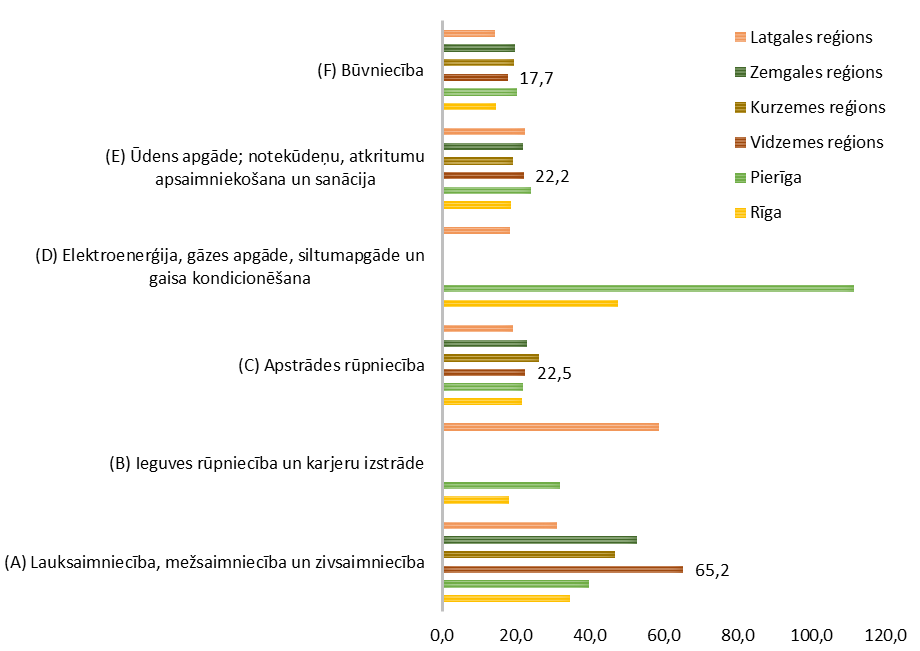 (F) Būvniecība
17,7
(E) Ūdens apgāde; notekūdeņu, atkritumu
apsaimniekošana un sanācija
22,2
(D) Elektroenerģija, gāzes apgāde, siltumapgāde un
gaisa kondicionēšana
(C) Apstrādes rūpniecība
22,5
(B) Ieguves rūpniecība un karjeru izstrāde
(A) Lauksaimniecība, mežsaimniecība un zivsaimniecība
65,2
0,0 20,0 40,0 60,0 80,0 100,0 120,0
Latgales reģions
Zemgales reģions
Kurzemes reģions
Vidzemes reģions
Pierīga
Rīga